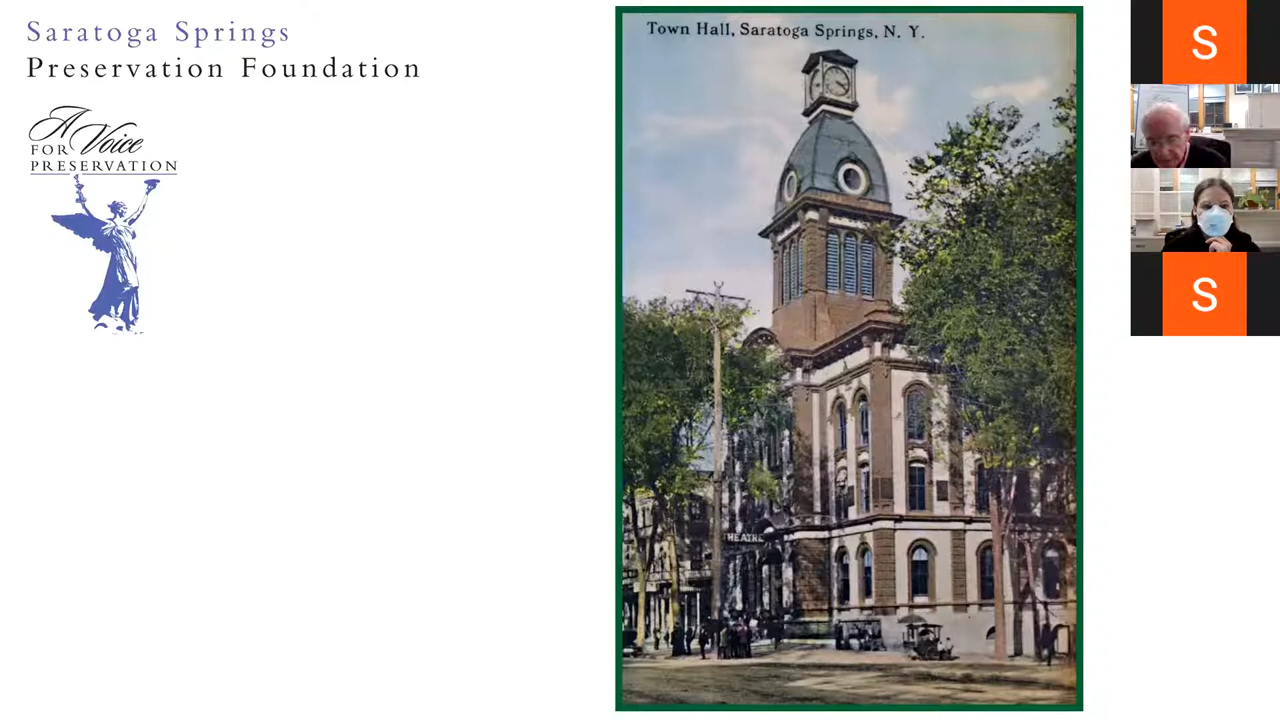 Saratoga Springs
Preservation Foundation
A Voice
FOR
PRESERVATION
Town Hall, Saratoga Springs, N. Y.
THEATRE
S
S